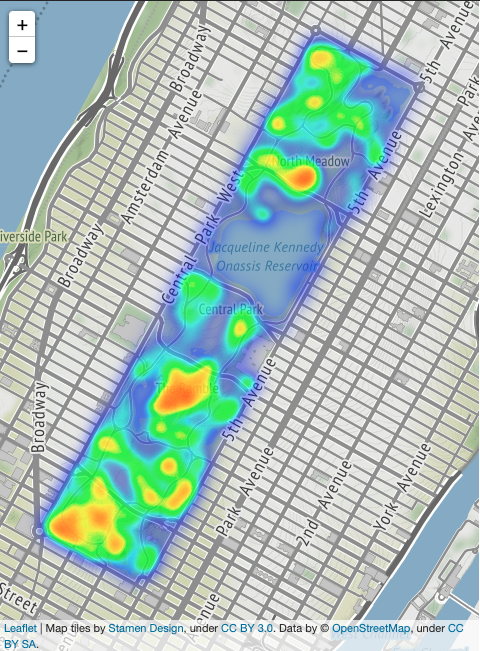 +
−
Broadway
5th - Avenue
Park
Amsterdam - Avenue
Central - Park - West
North Meadow
5th - Avenue
Lexington - Avenue
Riverside Park
Broadway
Jacqueline Kennedy
Onassis Reservoir
Central Park
Broadway
5th - Avenue
Park - Avenue
2nd - Avenue
York - Avenue
Street
Avenue
Leaflet | Map tiles by Stamen Design, under CC BY 3.0. Data by © OpenStreetMap, under CC
BY SA.